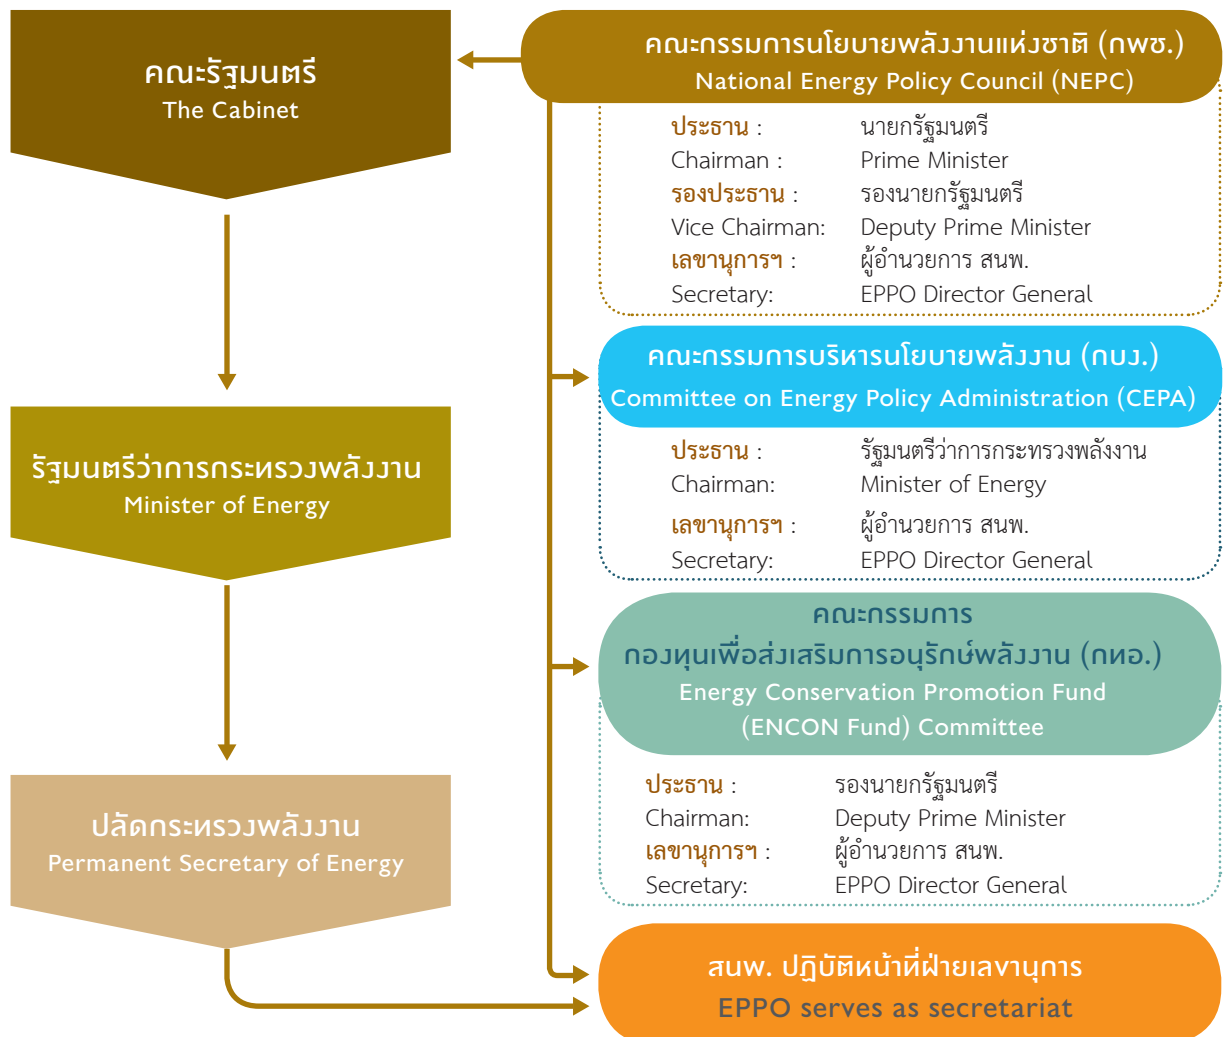 คณะรัฐมนตรี
The Cabinet
รัฐมนตรีว่าการกระทรวงพลังงาน
Minister of Energy
ปลัดกระทรวงพลังงาน
Permanent Secretary of Energy
คณะกรรมการนโยบายพลังงานแห่งชาติ (กพช.)
National Energy Policy Council (NEPC)
ประธาน : นายกรัฐมนตรี
Chairman : Prime Minister
รองประธาน : รองนายกรัฐมนตรี
Vice Chairman: Deputy Prime Minister
เลขานุการฯ : ผู้อำนวยการ สนพ.
Secretary: EPPO Director General
คณะกรรมการบริหารนโยบายพลังงาน (กบง.)
Committee on Energy Policy Administration (CEPA)
ประธาน : รัฐมนตรีว่าการกระทรวงพลังงาน
Chairman: Minister of Energy
เลขานุการฯ : ผู้อำนวยการ สนพ.
Secretary: EPPO Director General
คณะกรรมการ
กองทุนเพื่อส่งเสริมการอนุรักษ์พลังงาน (กทอ.)
Energy Conservation Promotion Fund
(ENCON Fund) Committee
ประธาน : รองนายกรัฐมนตรี
Chairman: Deputy Prime Minister
เลขานุการฯ : ผู้อำนวยการ สนพ.
Secretary: EPPO Director General
สนพ. ปฏิบัติหน้าที่ฝ่ายเลขานุการ
EPPO serves as secretariat